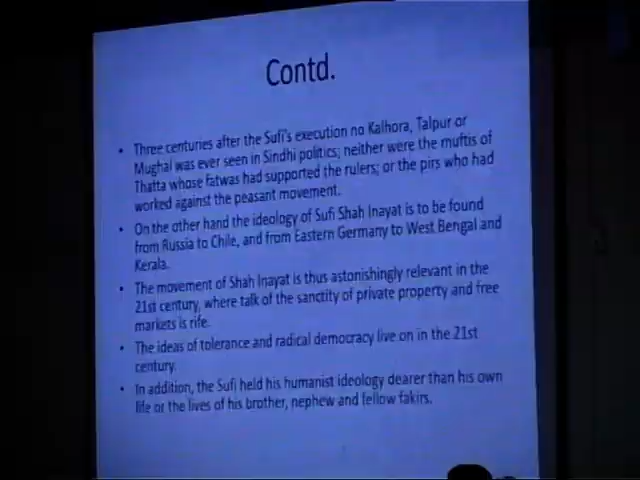 Contd.
• Three centuries after the Sufi's execution no Kalhora, Talpur or
Mughal was ever seen in Sindhi politics; neither were the muftis of
Thatta whose fatwas had supported the rulers; or the pirs who had
worked against the peasant movement.
• On the other hand the ideology of Sufi Shah Inayat is to be found
from Russia to Chile, and from Eastern Germany to West Bengal and
Kerala.
• The movement of Shah Inayat is thus astonishingly relevant in the
21st century, where talk of the sanctity of private property and free
markets is rife.
• The ideas of tolerance and radical democracy live on in the 21st
century.
• In addition, the Sufi held his humanist ideology dearer than his own
life or the lives of his brother, nephew and fellow fakirs.